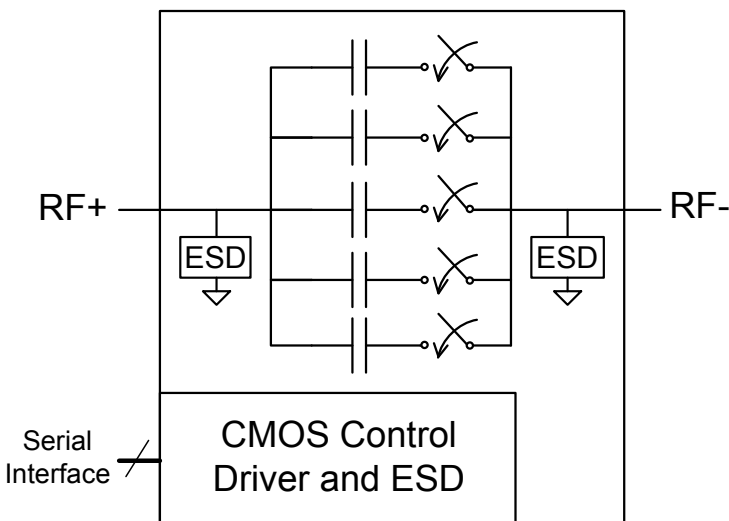 RF+
RF-
ESD
ESD
Serial
Interface
CMOS Control
Driver and ESD